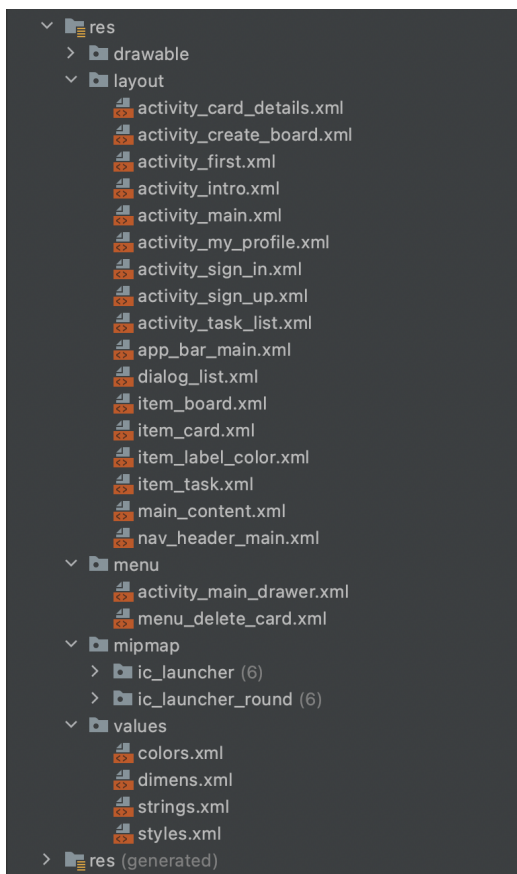 res
drawable
layout
activity_card_details.xml
activity_create_board.xml
activity_first.xml
activity_intro.xml
activity_main.xml
activity_my_profile.xml
activity_sign_in.xml
activity_sign_up.xml
activity_task_list.xml
app_bar_main.xml
dialog_list.xml
item_board.xml
item_card.xml
item_label_color.xml
item_task.xml
main_content.xml
nav_header_main.xml
menu
activity_main_drawer.xml
menu_delete_card.xml
mipmap
ic_launcher (6)
ic_launcher_round (6)
values
colors.xml
dimens.xml
strings.xml
styles.xml
res (generated)